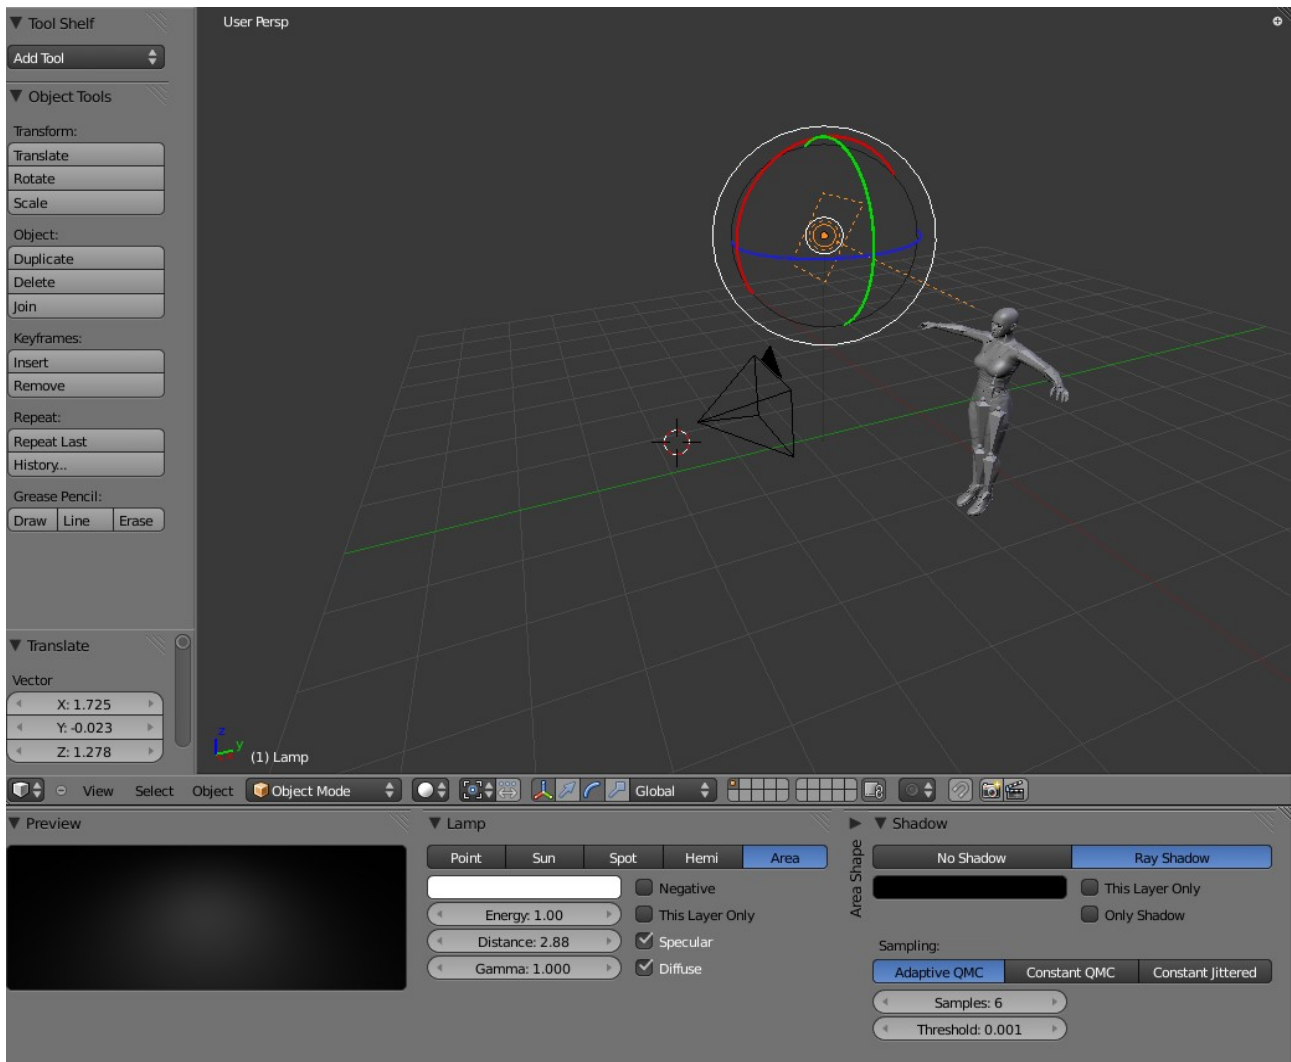 Tool Shelf
Add Tool
Object Tools
Transform:
Translate
Rotate
Scale
Object:
Duplicate
Delete
Join
Keyframes:
Insert
Remove
Repeat:
Repeat Last
History...
Grease Pencil:
Draw Line Erase
Translate
Vector
X: 1.725
Y: -0.023
Z: 1.278
User Persp
z
y
(1) Lamp
View Select Object Object Mode Global
Preview
Lamp
Point Sun Spot Hemi Area
Negative
Energy: 1.00 This Layer Only
Distance: 2.88 Specular
Gamma: 1.000 Diffuse
Area Shape
Shadow
No Shadow Ray Shadow
This Layer Only
Only Shadow
Sampling:
Adaptive QMC Constant QMC Constant Jittered
Samples: 6
Threshold: 0.001